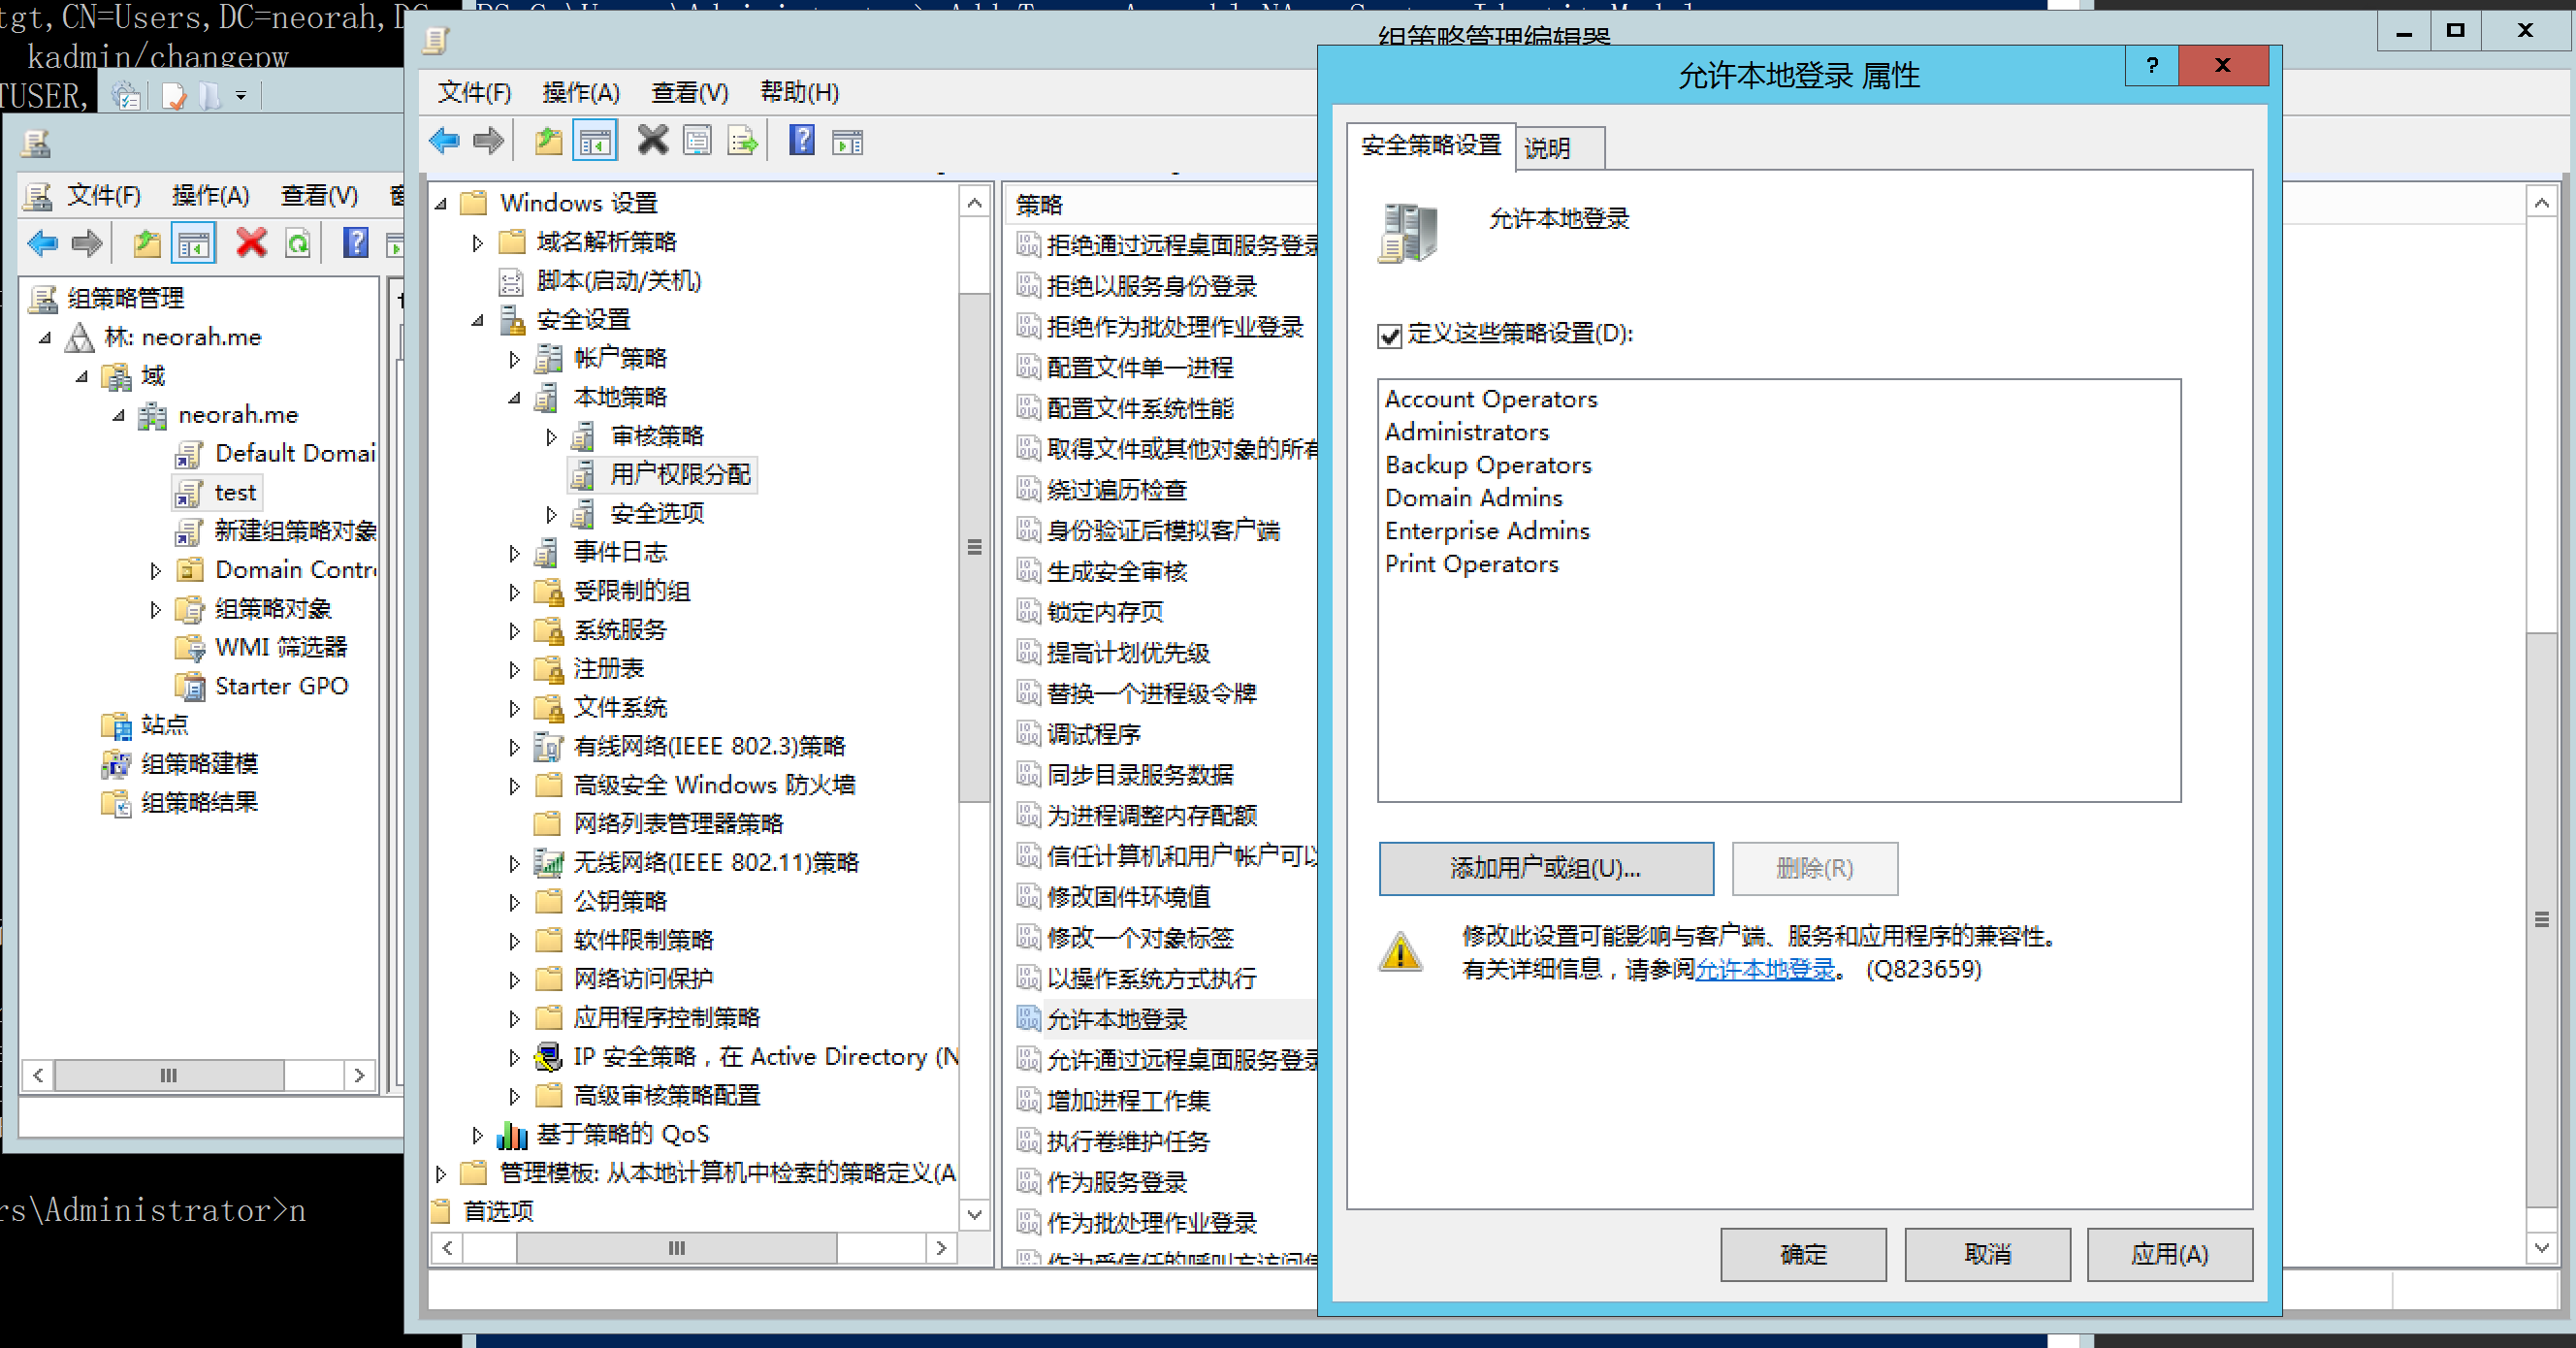 tgt,CN=Users,DC=neorah,DC
kadmin/changepw
TUSER,
文件(F) 操作(A) 查看(V)
组策略管理
林: neorah.me
域
neorah.me
Default Domai
test
新建组策略对象
Domain Contr
组策略对象
WMI 筛选器
Starter GPO
站点
组策略建模
组策略结果
rs\Administrator>n
组策略管理编辑器
文件(F) 操作(A) 查看(V) 帮助(H)
Windows 设置
域名解析策略
脚本(启动/关机)
安全设置
帐户策略
本地策略
审核策略
用户权限分配
安全选项
事件日志
受限制的组
系统服务
注册表
文件系统
有线网络(IEEE 802.3)策略
高级安全 Windows 防火墙
网络列表管理器策略
无线网络(IEEE 802.11)策略
公钥策略
软件限制策略
网络访问保护
应用程序控制策略
IP 安全策略，在 Active Directory (N
高级审核策略配置
基于策略的 QoS
管理模板: 从本地计算机中检索的策略定义(A
首选项
策略
拒绝通过远程桌面服务登录
拒绝以服务身份登录
拒绝作为批处理作业登录
配置文件单一进程
配置文件系统性能
取得文件或其他对象的所有
绕过遍历检查
身份验证后模拟客户端
生成安全审核
锁定内存页
提高计划优先级
替换一个进程级令牌
调试程序
同步目录服务数据
为进程调整内存配额
信任计算机和用户帐户可以
修改固件环境值
修改一个对象标签
以操作系统方式执行
允许本地登录
允许通过远程桌面服务登录
增加进程工作集
执行卷维护任务
作为服务登录
作为批处理作业登录
作为受信任的呼叫方访问凭
允许本地登录 属性
安全策略设置 说明
允许本地登录
定义这些策略设置(D):
Account Operators
Administrators
Backup Operators
Domain Admins
Enterprise Admins
Print Operators
添加用户或组(U)... 删除(R)
修改此设置可能影响与客户端、服务和应用程序的兼容性。
有关详细信息，请参阅允许本地登录。 (Q823659)
确定 取消 应用(A)